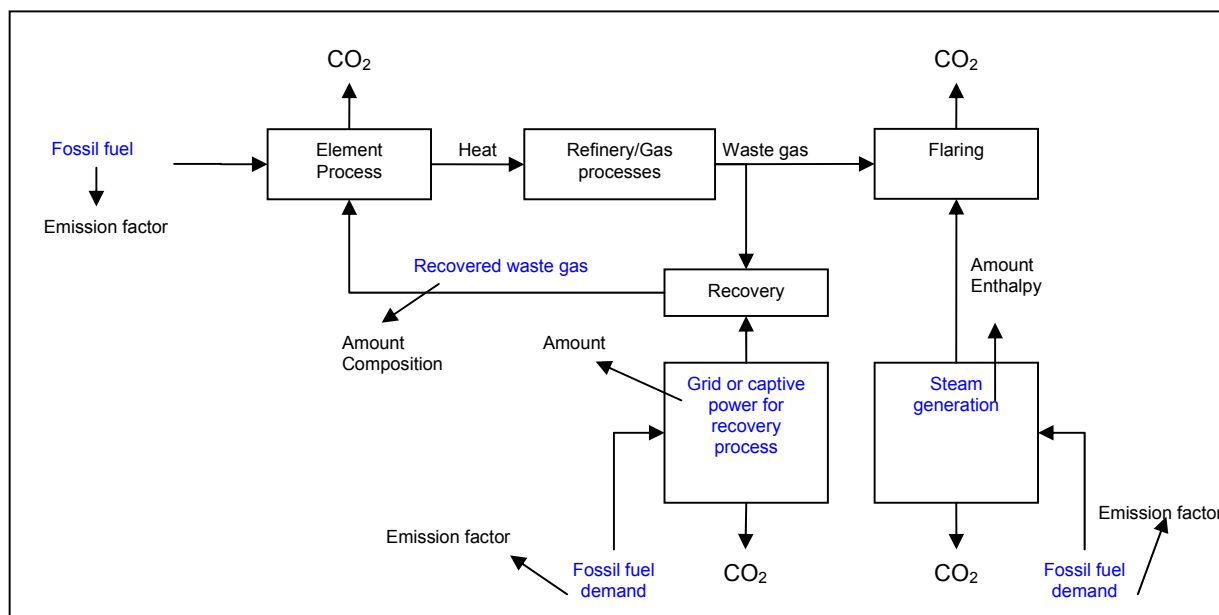 CO₂
CO₂
Fossil fuel
Element
Process
Heat
Refinery/Gas
processes
Waste gas
Flaring
Emission factor
Recovered waste gas
Recovery
Amount
Enthalpy
Amount
Composition
Amount
Grid or captive
power for
recovery
process
Steam
generation
Emission factor
Fossil fuel
demand
CO₂
CO₂
Fossil fuel
demand
Emission factor